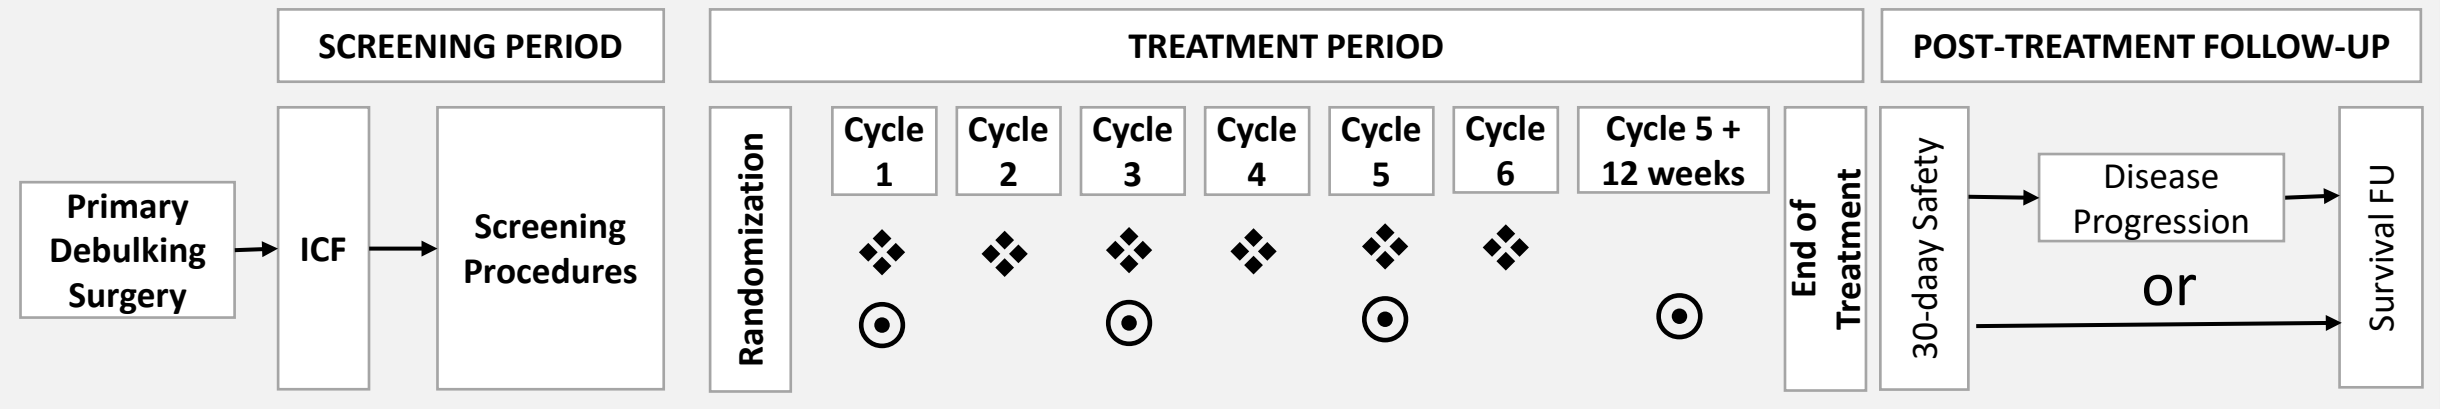 SCREENING PERIOD
TREATMENT PERIOD
POST-TREATMENT FOLLOW-UP
Primary
Debulking
Surgery
ICF
Screening
Procedures
Randomization
Cycle
1
Cycle
2
Cycle
3
Cycle
4
Cycle
5
Cycle
6
Cycle 5 +
12 weeks
End of
Treatment
30-daay Safety
Disease
Progression
or
Survival FU